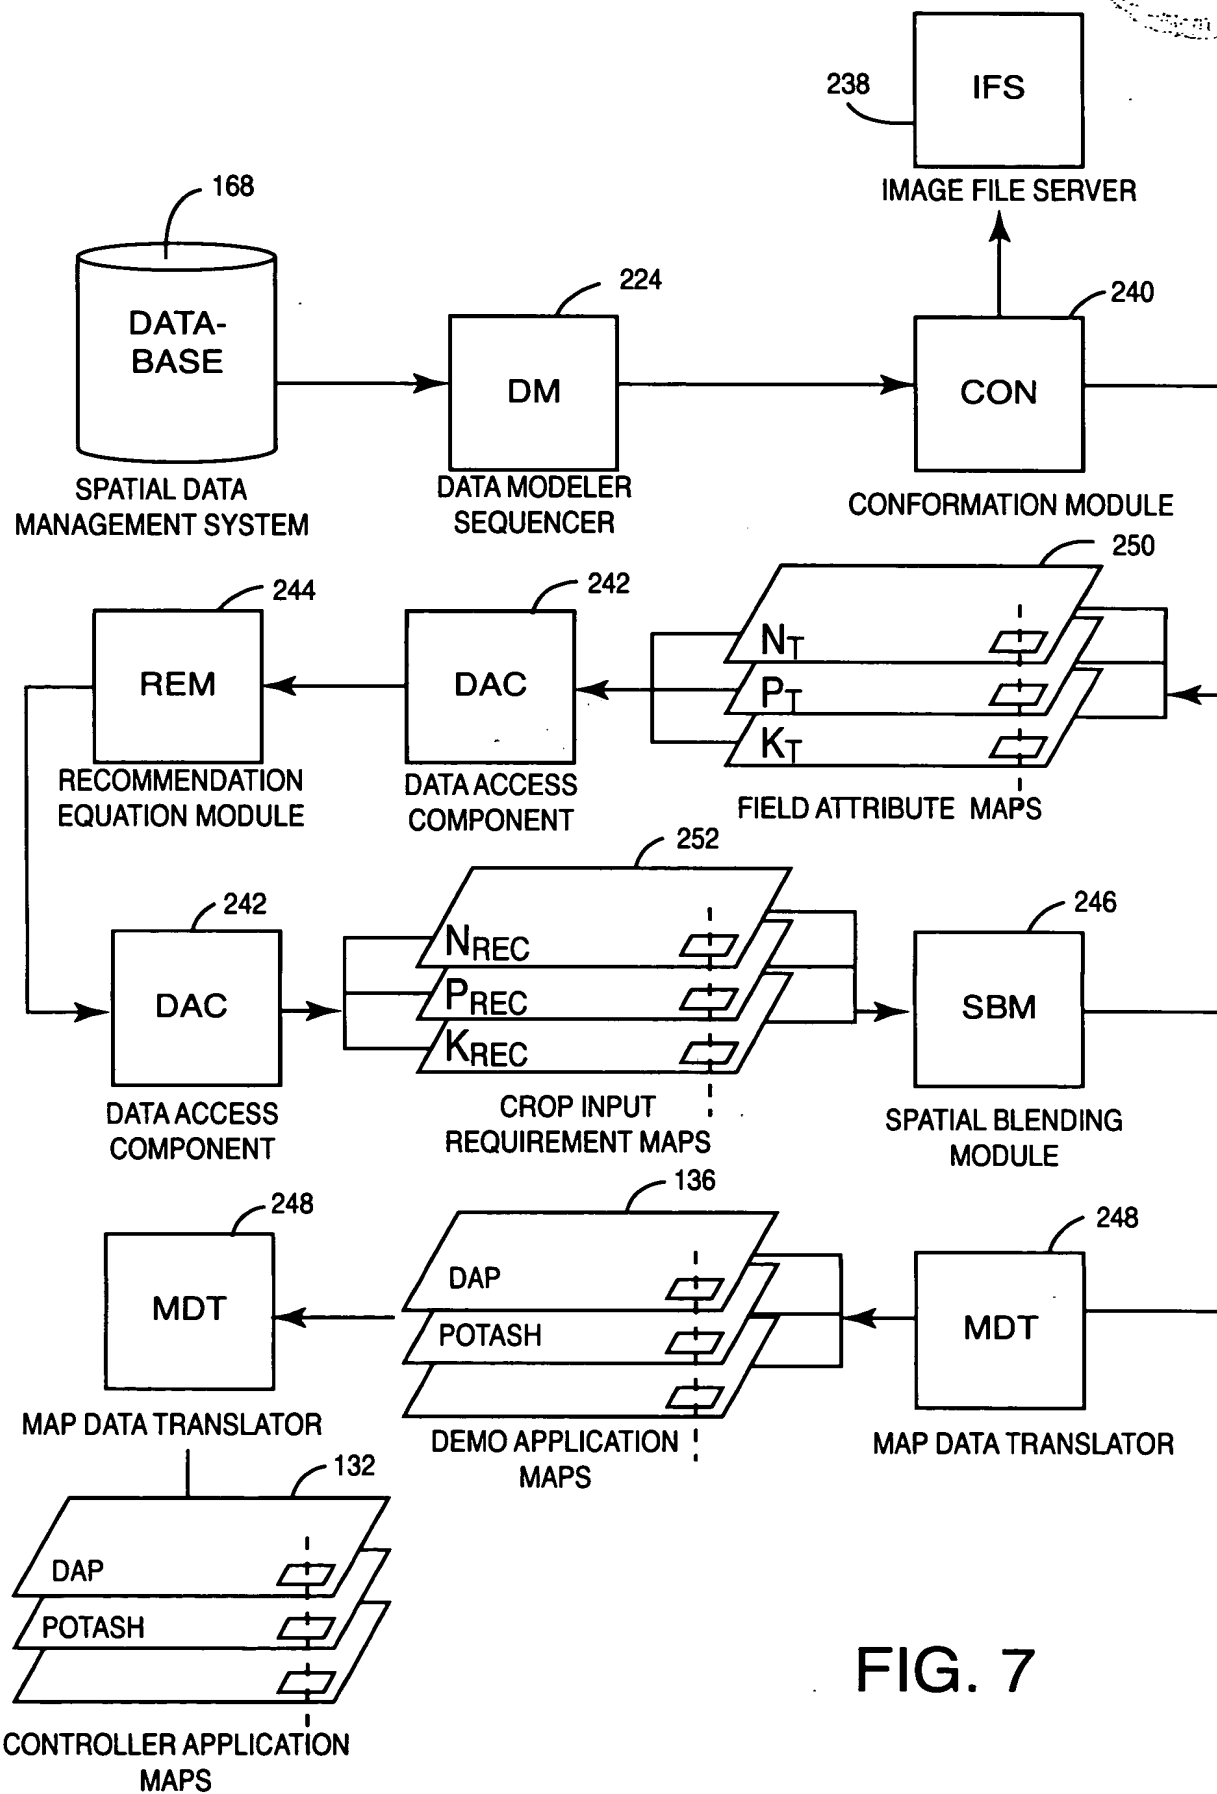 IFS
238
IMAGE FILE SERVER
168
DATA-
BASE
SPATIAL DATA
MANAGEMENT SYSTEM
224
DM
DATA MODELER
SEQUENCER
240
CON
CONFORMATION MODULE
244
REM
RECOMMENDATION
EQUATION MODULE
242
DAC
DATA ACCESS
COMPONENT
250
NT
PT
KT
FIELD ATTRIBUTE MAPS
242
DAC
DATA ACCESS
COMPONENT
252
NREC
PREC
KREC
CROP INPUT
REQUIREMENT MAPS
246
SBM
SPATIAL BLENDING
MODULE
248
MDT
MAP DATA TRANSLATOR
136
DAP
POTASH
DEMO APPLICATION
MAPS
248
MDT
MAP DATA TRANSLATOR
132
DAP
POTASH
CONTROLLER APPLICATION
MAPS
FIG. 7